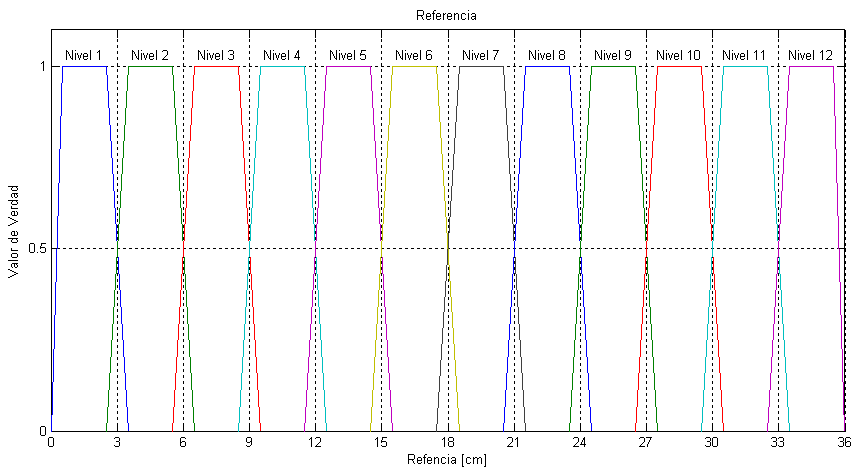 Referencia
Nivel 1 Nivel 2 Nivel 3 Nivel 4 Nivel 5 Nivel 6 Nivel 7 Nivel 8 Nivel 9 Nivel 10 Nivel 11 Nivel 12
1
Valor de Verdad
0.5
0
0 3 6 9 12 15 18 21 24 27 30 33 36
Refencia [cm]